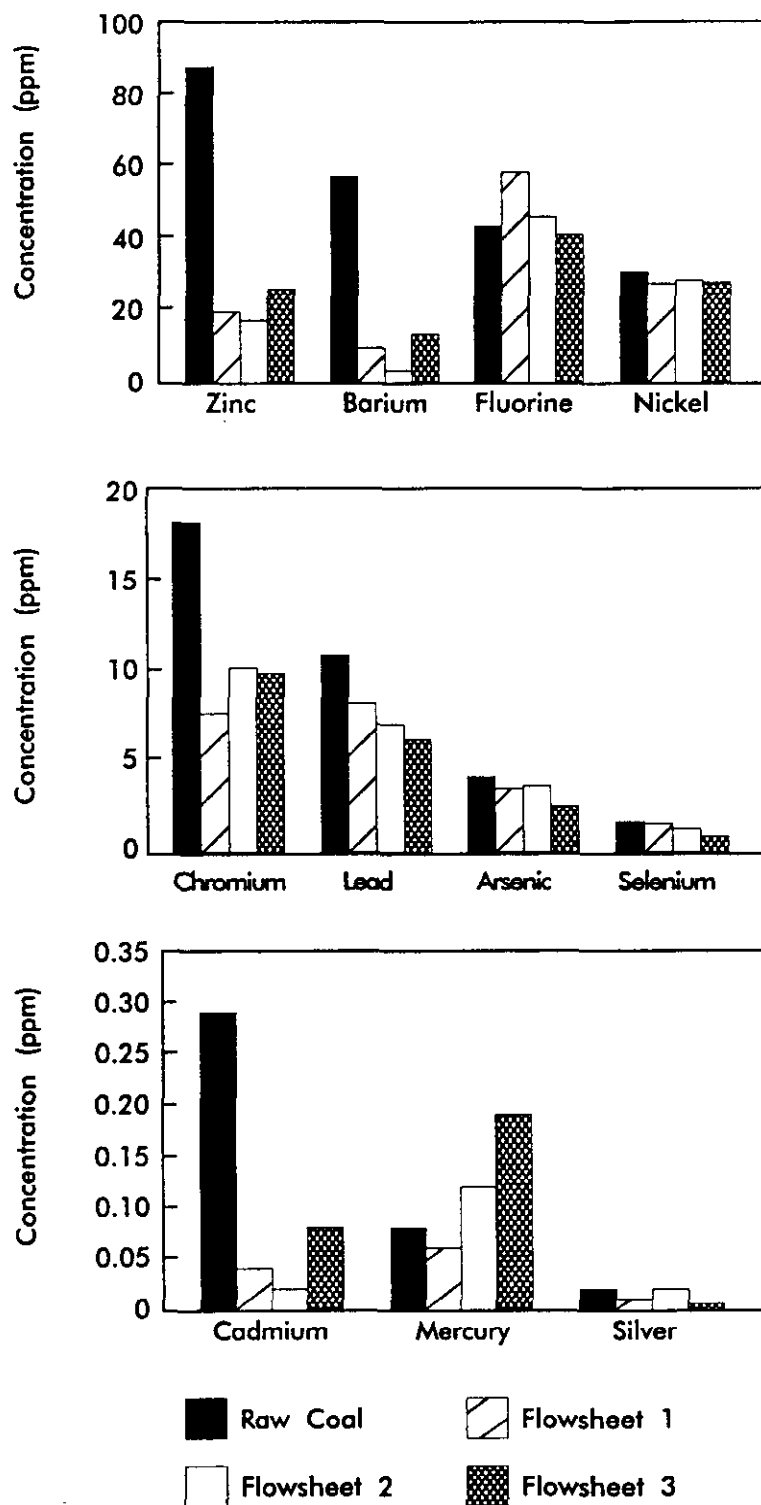 Concentration (ppm)
100
80
60
40
20
0
Zinc Barium Fluorine Nickel
Concentration (ppm)
20
15
10
5
0
Chromium Lead Arsenic Selenium
Concentration (ppm)
0.35
0.30
0.25
0.20
0.15
0.10
0.05
0
Cadmium Mercury Silver
Raw Coal Flowsheet 1
Flowsheet 2 Flowsheet 3